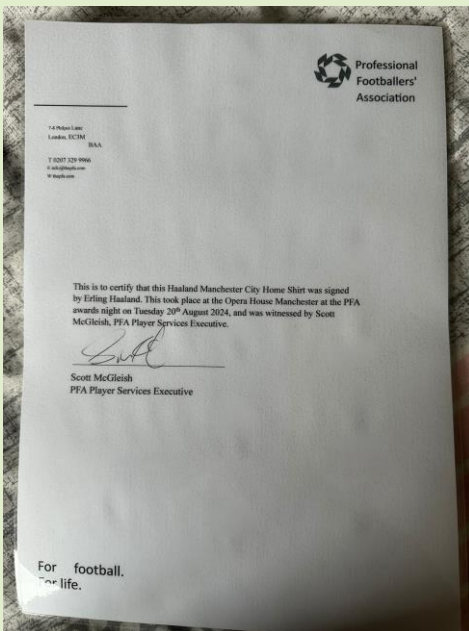 Professional
Footballers'
Association
London, EC3M
T 0207 329 9966
This is to certify that this Haaland Manchester City Home Shirt was signed
by Erling Haaland. This took place at the Opera House Manchester at the PFA
awards night on Tuesday 20th August 2024, and was witnessed by Scott
McGleish, PFA Player Services Executive.
Scott McGleish
PFA Player Services Executive
For football.
For life.